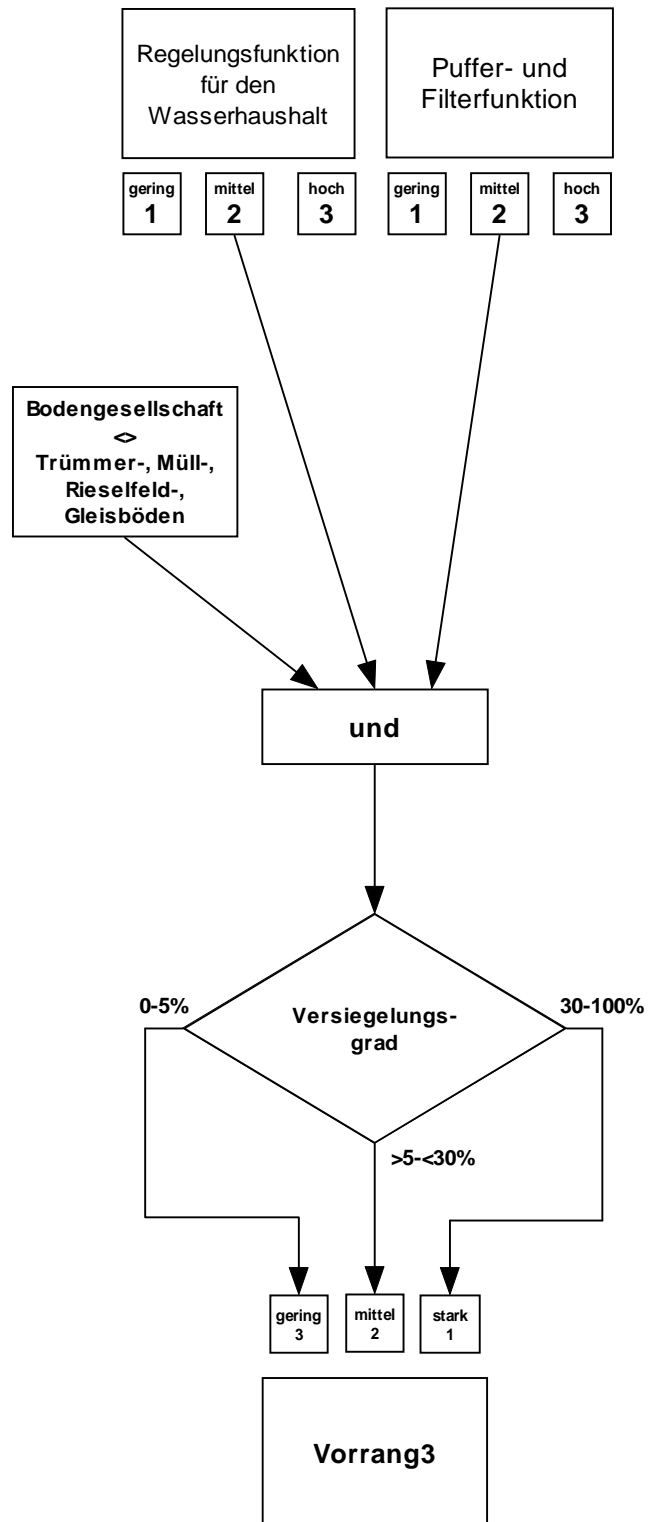 Regelungsfunktion
für den
Wasserhaushalt
Puffer- und
Filterfunktion
gering
1
mittel
2
hoch
3
gering
1
mittel
2
hoch
3
Bodengesellschaft
<>
Trümmer-, Müll-,
Rieselfeld-,
Gleisböden
und
0-5%
Versiegelungs-
grad
30-100%
>5-<30%
gering
3
mittel
2
stark
1
Vorrang3